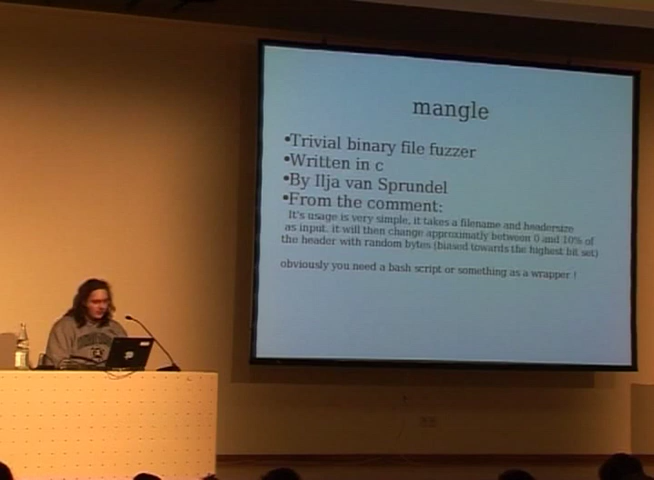 mangle
•Trivial binary file fuzzer
•Written in c
•By Ilja van Sprundel
•From the comment:
It's usage is very simple, it takes a filename and headersize
as input. it will then change approximatly between 0 and 10% of
the header with random bytes (biased towards the highest bit set)
obviously you need a bash script or something as a wrapper !